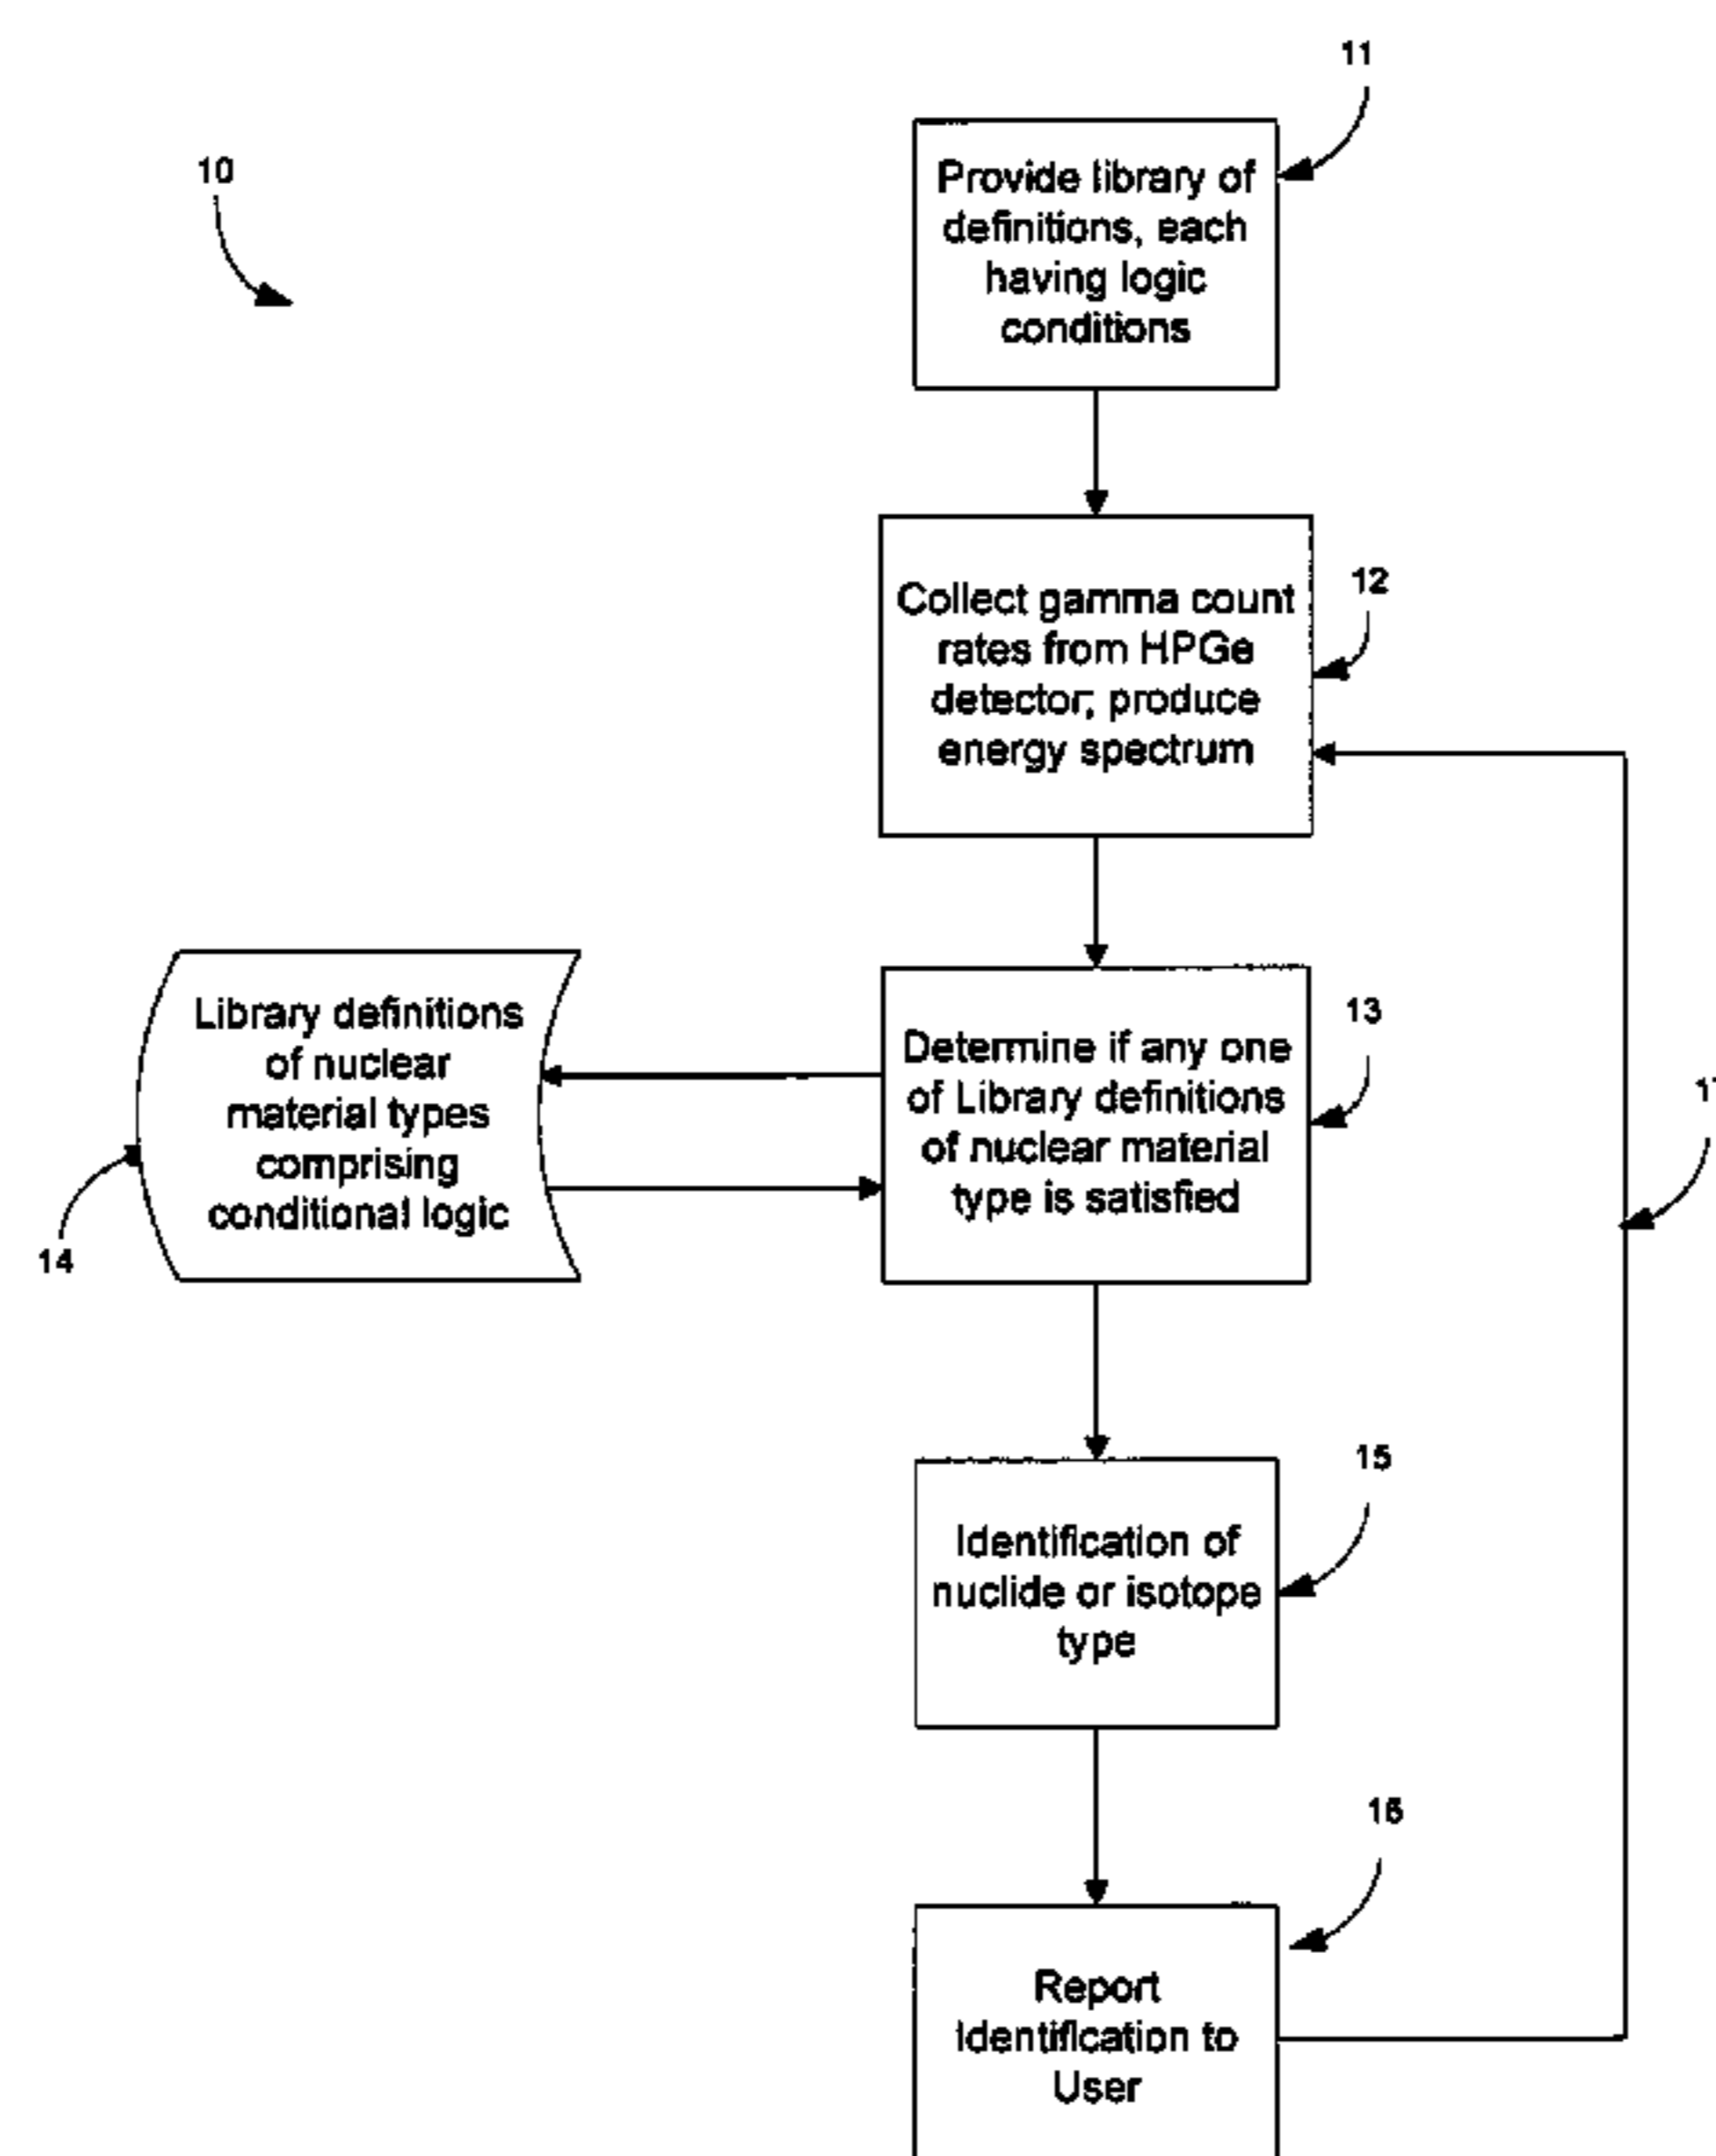 11
10
Provide library of
definitions, each
having logic
conditions
12
Collect gamma count
rates from HPGe
detector; produce
energy spectrum
13
Library definitions
of nuclear
material types
comprising
conditional logic
14
Determine if any one
of Library definitions
of nuclear material
type is satisfied
15
Identification of
nuclide or isotope
type
16
Report
Identification to
User